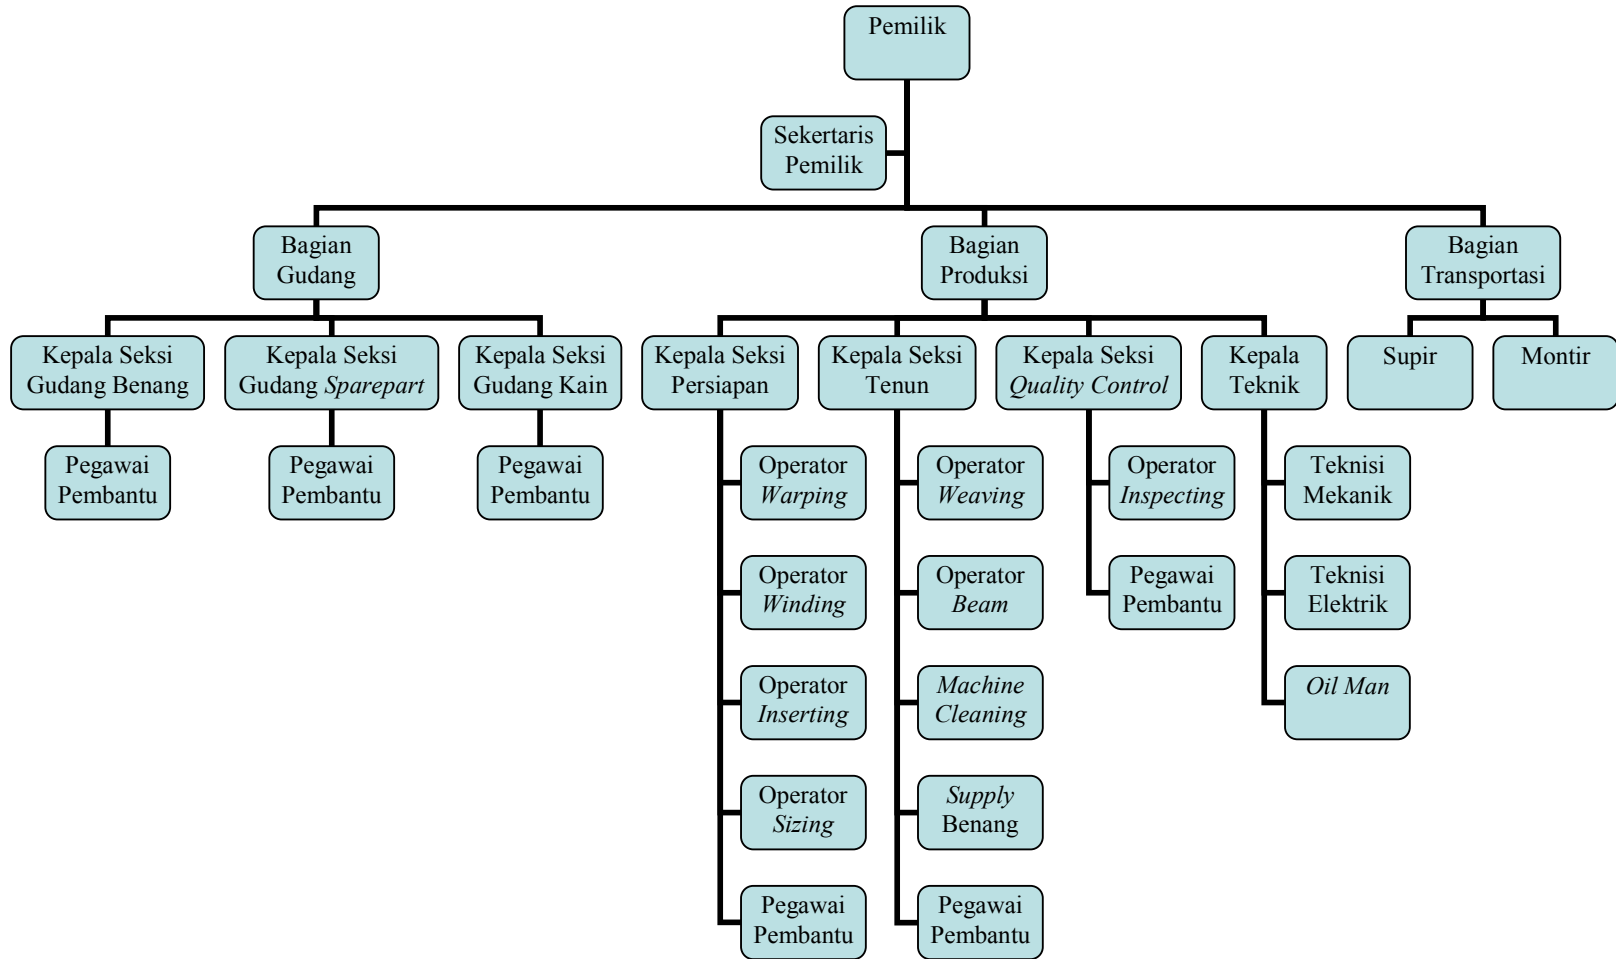 Pemilik
Sekertaris
Pemilik
Bagian
Gudang
Bagian
Produksi
Bagian
Transportasi
Kepala Seksi
Gudang Benang
Kepala Seksi
Gudang Sparepart
Kepala Seksi
Gudang Kain
Kepala Seksi
Persiapan
Kepala Seksi
Tenun
Kepala Seksi
Quality Control
Kepala
Teknik
Supir
Montir
Pegawai
Pembantu
Pegawai
Pembantu
Pegawai
Pembantu
Operator
Warping
Operator
Weaving
Operator
Inspecting
Teknisi
Mekanik
Operator
Winding
Operator
Beam
Pegawai
Pembantu
Teknisi
Elektrik
Operator
Inserting
Machine
Cleaning
Oil Man
Operator
Sizing
Supply
Benang
Pegawai
Pembantu
Pegawai
Pembantu